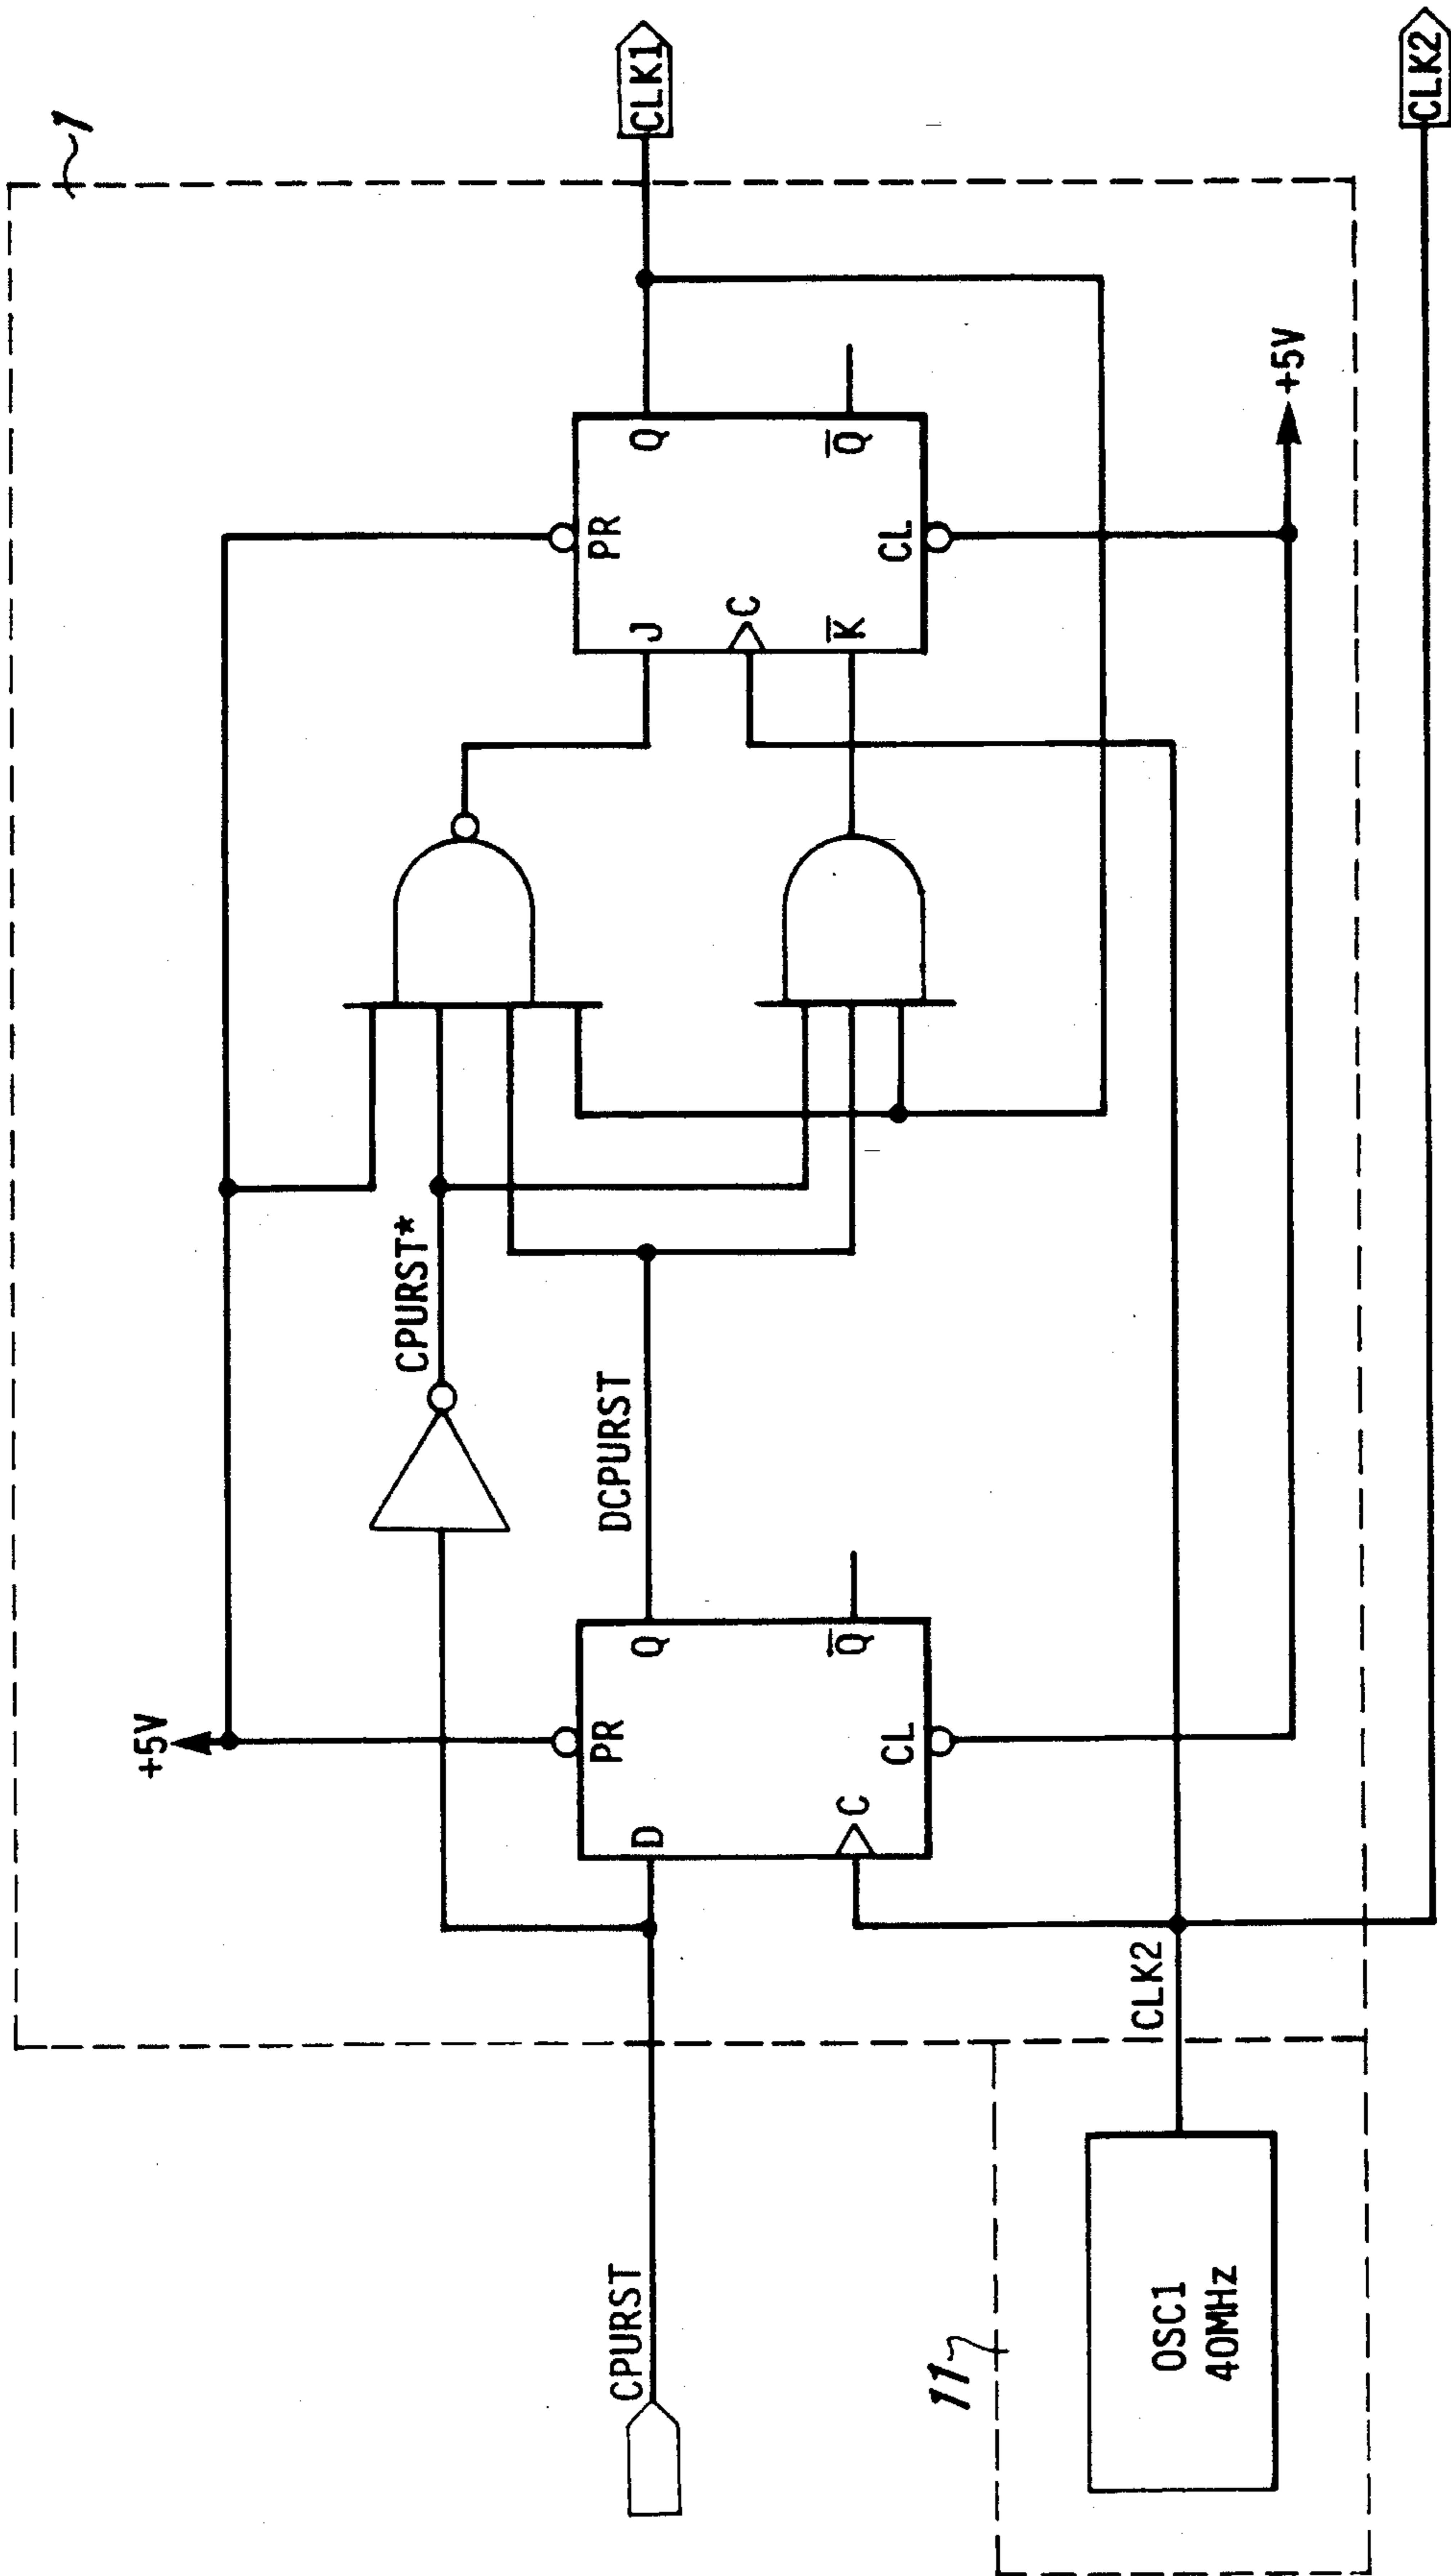 1
CLK1
CLK2
+5V
CPURST*
DCPURST
D
PR
Q
C
CL
Q̅
J
PR
Q
C
K̅
CL
Q̅
+5V
CPURST
CLK2
11
OSC1
40MHz